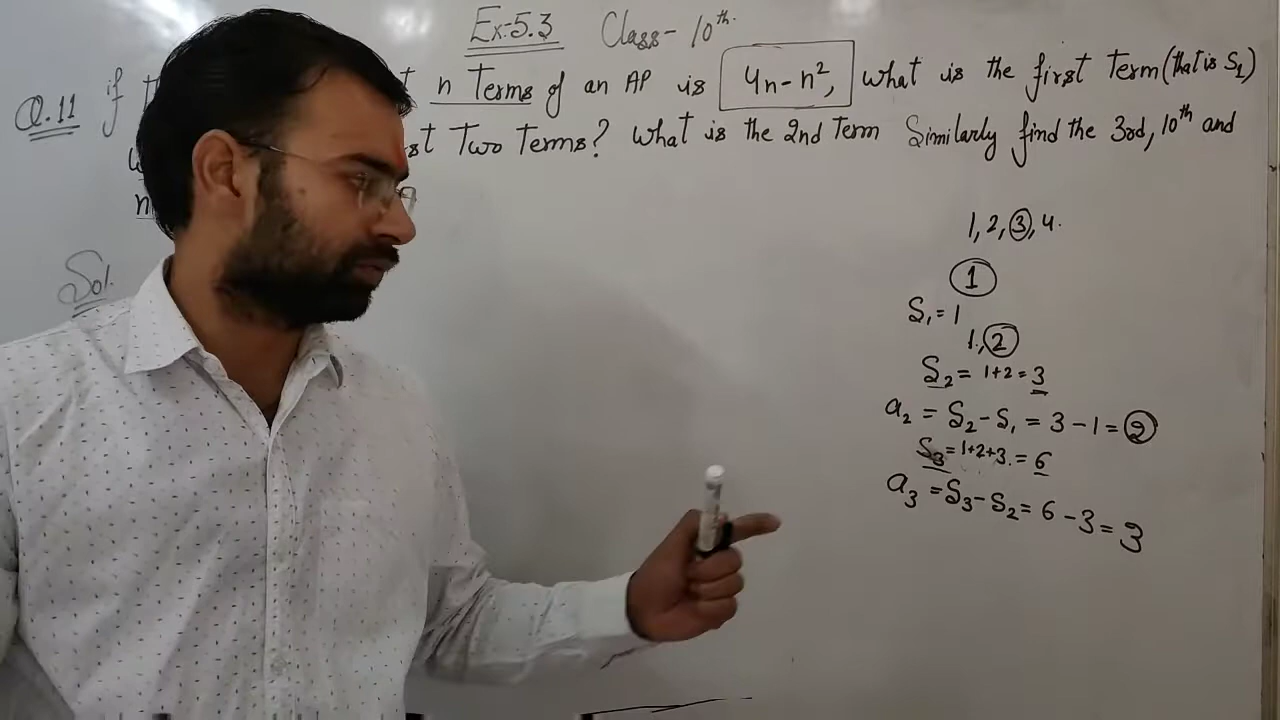 Ex-5.3 Class-10th.
Q.11 if n Terms of an AP is 4n-n², what is the first Term (that is S₁)
st Two Terms? What is the 2nd Term Similarly find the 3rd, 10th and
n
Sol.
1, 2, 3, 4.
1
S₁ = 1
1, 2
S₂ = 1+2 = 3
a₂ = S₂ - S₁ = 3 - 1 = 2
S₃ = 1+2+3. = 6
a₃ = S₃ - S₂ = 6 - 3 = 3